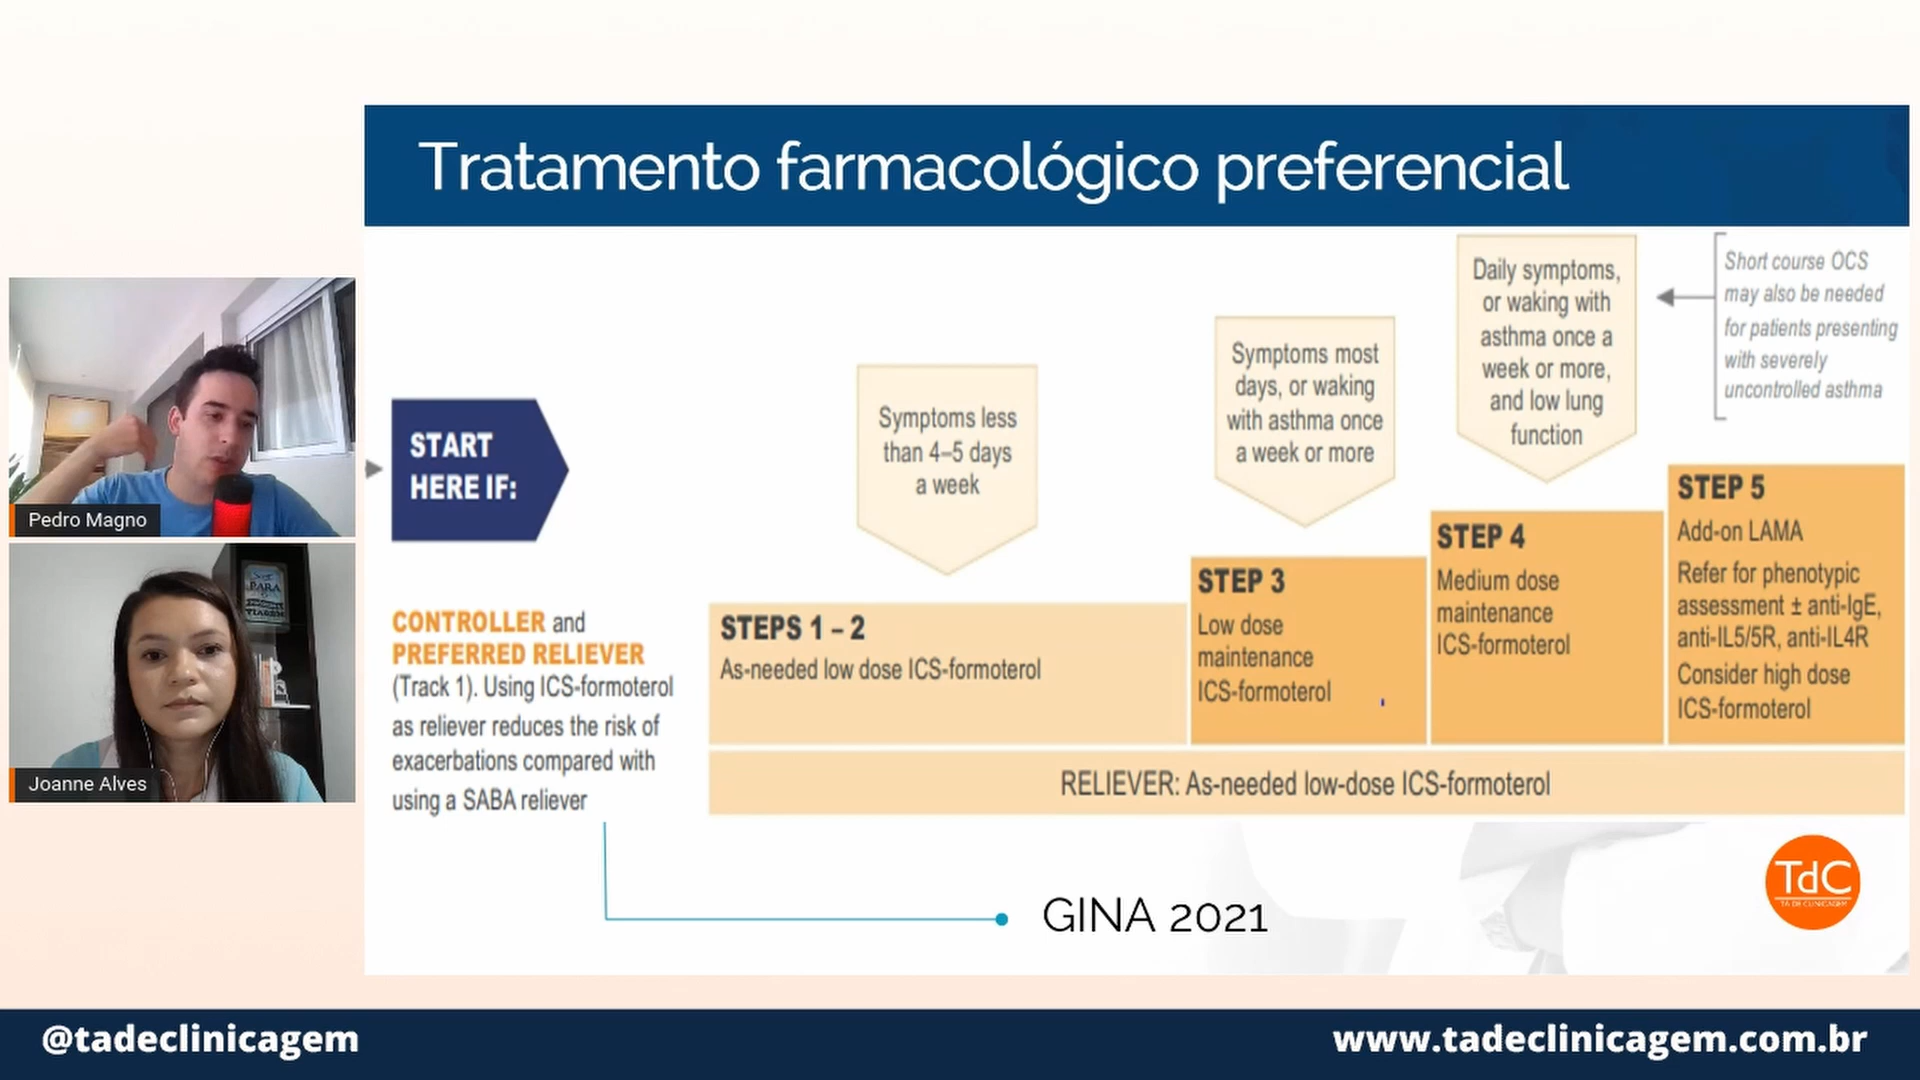 Tratamento farmacológico preferencial
START
HERE IF:
Symptoms less
than 4–5 days
a week
Symptoms most
days, or waking
with asthma once
a week or more
Daily symptoms,
or waking with
asthma once a
week or more,
and low lung
function
Short course OCS
may also be needed
for patients presenting
with severely
uncontrolled asthma
CONTROLLER and
PREFERRED RELIEVER
(Track 1). Using ICS-formoterol
as reliever reduces the risk of
exacerbations compared with
using a SABA reliever
STEPS 1 – 2
As-needed low dose ICS-formoterol
STEP 3
Low dose
maintenance
ICS-formoterol
STEP 4
Medium dose
maintenance
ICS-formoterol
STEP 5
Add-on LAMA
Refer for phenotypic
assessment ± anti-IgE,
anti-IL5/5R, anti-IL4R
Consider high dose
ICS-formoterol
RELIEVER: As-needed low-dose ICS-formoterol
GINA 2021
TdC
TÁ DE CLINICAGEM
Pedro Magno
PARA
VIAGEM
Joanne Alves
@tadeclinicagem
www.tadeclinicagem.com.br